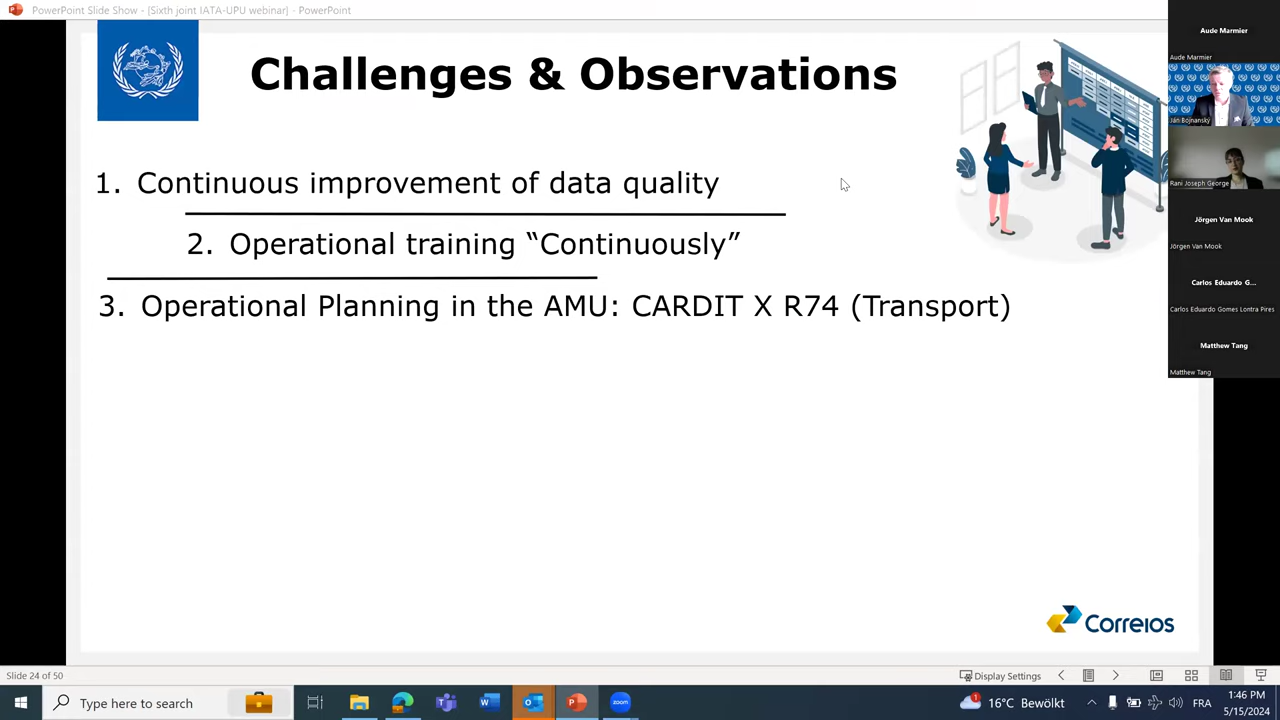 PowerPoint Slide Show - [Sixth joint IATA-UPU webinar] - PowerPoint
Challenges & Observations
1. Continuous improvement of data quality
2. Operational training “Continuously”
3. Operational Planning in the AMU: CARDIT X R74 (Transport)
Correios
Aude Marmier
Aude Marmier
Ján Bojnanský
Rani Joseph George
Jörgen Van Mook
Jörgen Van Mook
Carlos Eduardo G...
Carlos Eduardo Gomes Lontra Pires
Matthew Tang
Matthew Tang
Slide 24 of 50
Display Settings
Type here to search
1
16°C Bewölkt
FRA
1:46 PM
5/15/2024